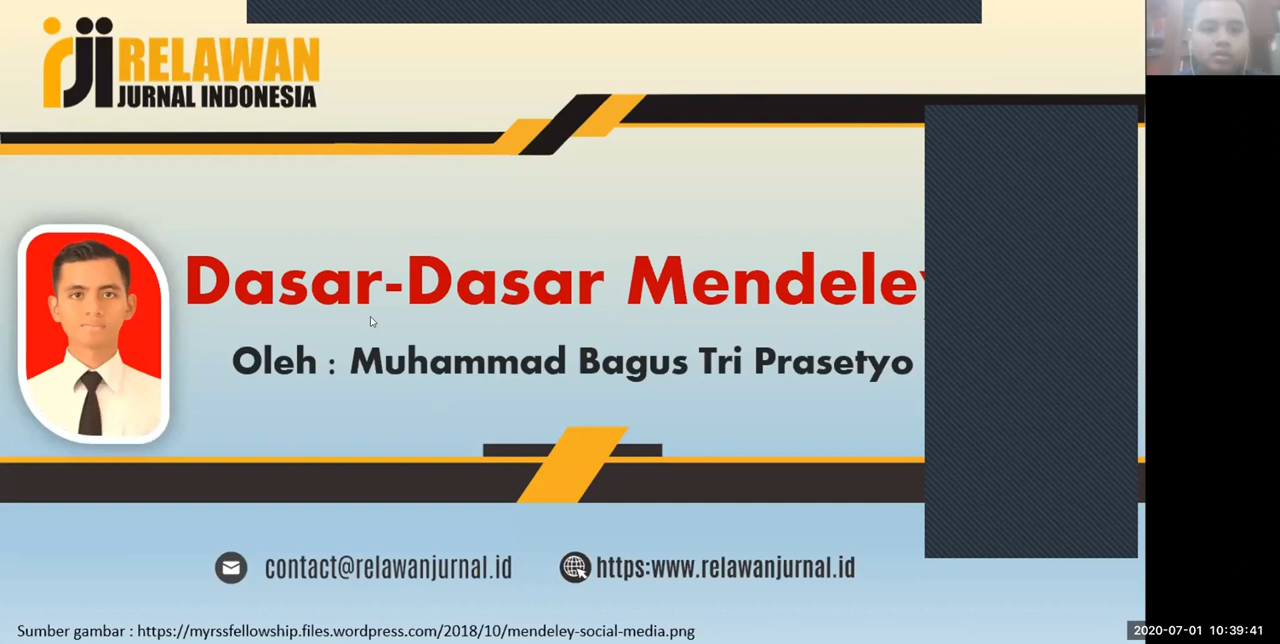 RELAWAN
JURNAL INDONESIA
Dasar-Dasar Mendeley
Oleh : Muhammad Bagus Tri Prasetyo
contact@relawanjurnal.id
https:www.relawanjurnal.id
Sumber gambar : https://myrssfellowship.files.wordpress.com/2018/10/mendeley-social-media.png
2020-07-01 10:39:41